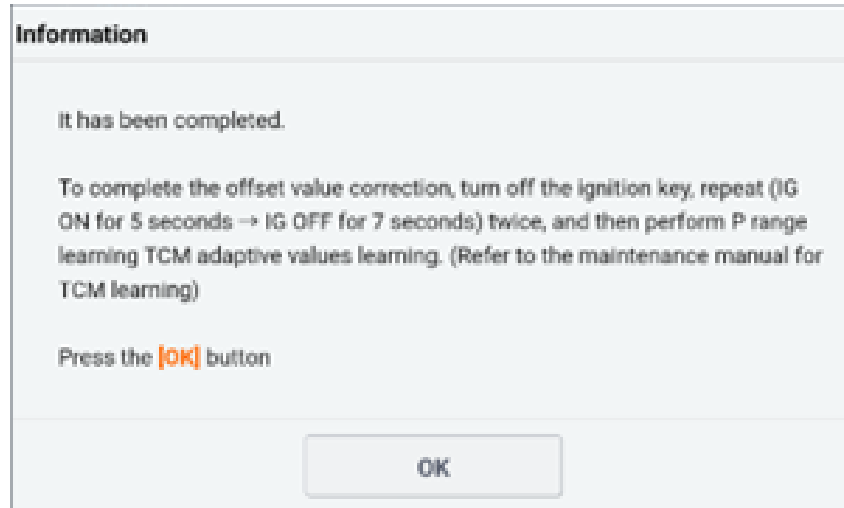 Information
It has been completed.
To complete the offset value correction, turn off the ignition key, repeat (IG
ON for 5 seconds → IG OFF for 7 seconds) twice, and then perform P range
learning TCM adaptive values learning. (Refer to the maintenance manual for
TCM learning)
Press the [OK] button
OK